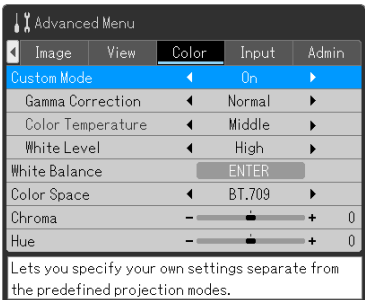 Advanced Menu
Image View Color Input Admin
Custom Mode On
Gamma Correction Normal
Color Temperature Middle
White Level High
White Balance ENTER
Color Space BT.709
Chroma - + 0
Hue - + 0
Lets you specify your own settings separate from
the predefined projection modes.